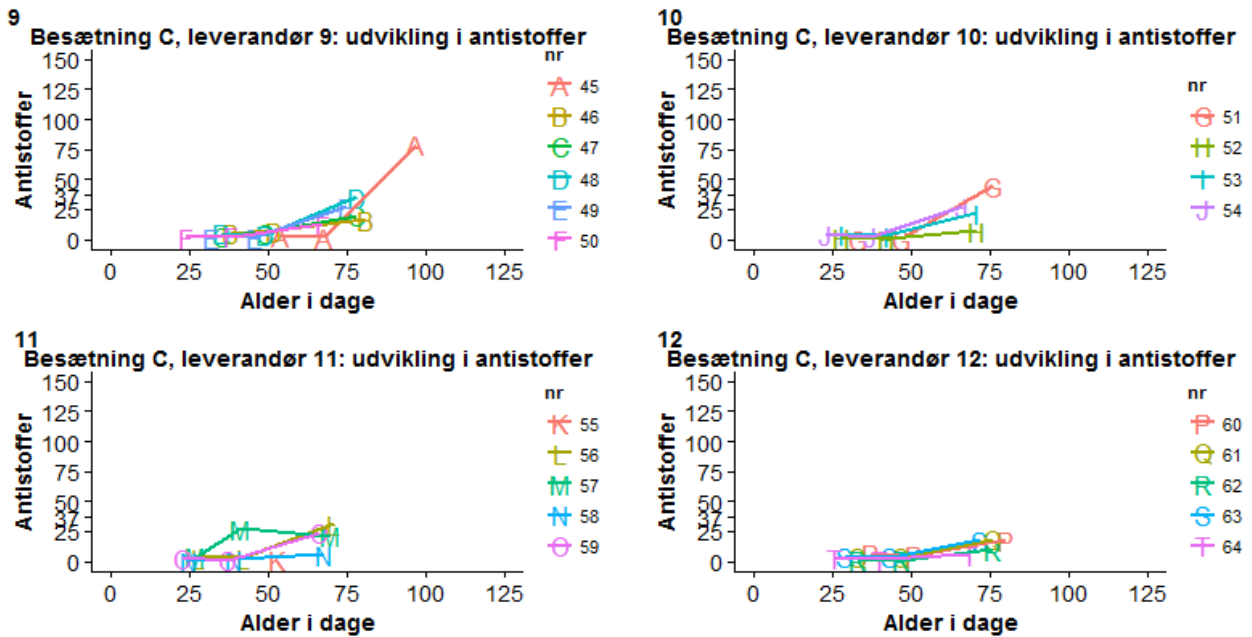 9
Besætning C, leverandør 9: udvikling i antistoffer
Antistoffer
150
125
100
75
50
37
25
0
0 25 50 75 100 125
Alder i dage
nr
A 45
B 46
C 47
D 48
E 49
F 50
10
Besætning C, leverandør 10: udvikling i antistoffer
Antistoffer
150
125
100
75
50
37
25
0
0 25 50 75 100 125
Alder i dage
nr
G 51
H 52
I 53
J 54
11
Besætning C, leverandør 11: udvikling i antistoffer
Antistoffer
150
125
100
75
50
37
25
0
0 25 50 75 100 125
Alder i dage
nr
K 55
L 56
M 57
N 58
O 59
12
Besætning C, leverandør 12: udvikling i antistoffer
Antistoffer
150
125
100
75
50
37
25
0
0 25 50 75 100 125
Alder i dage
nr
P 60
Q 61
R 62
S 63
T 64